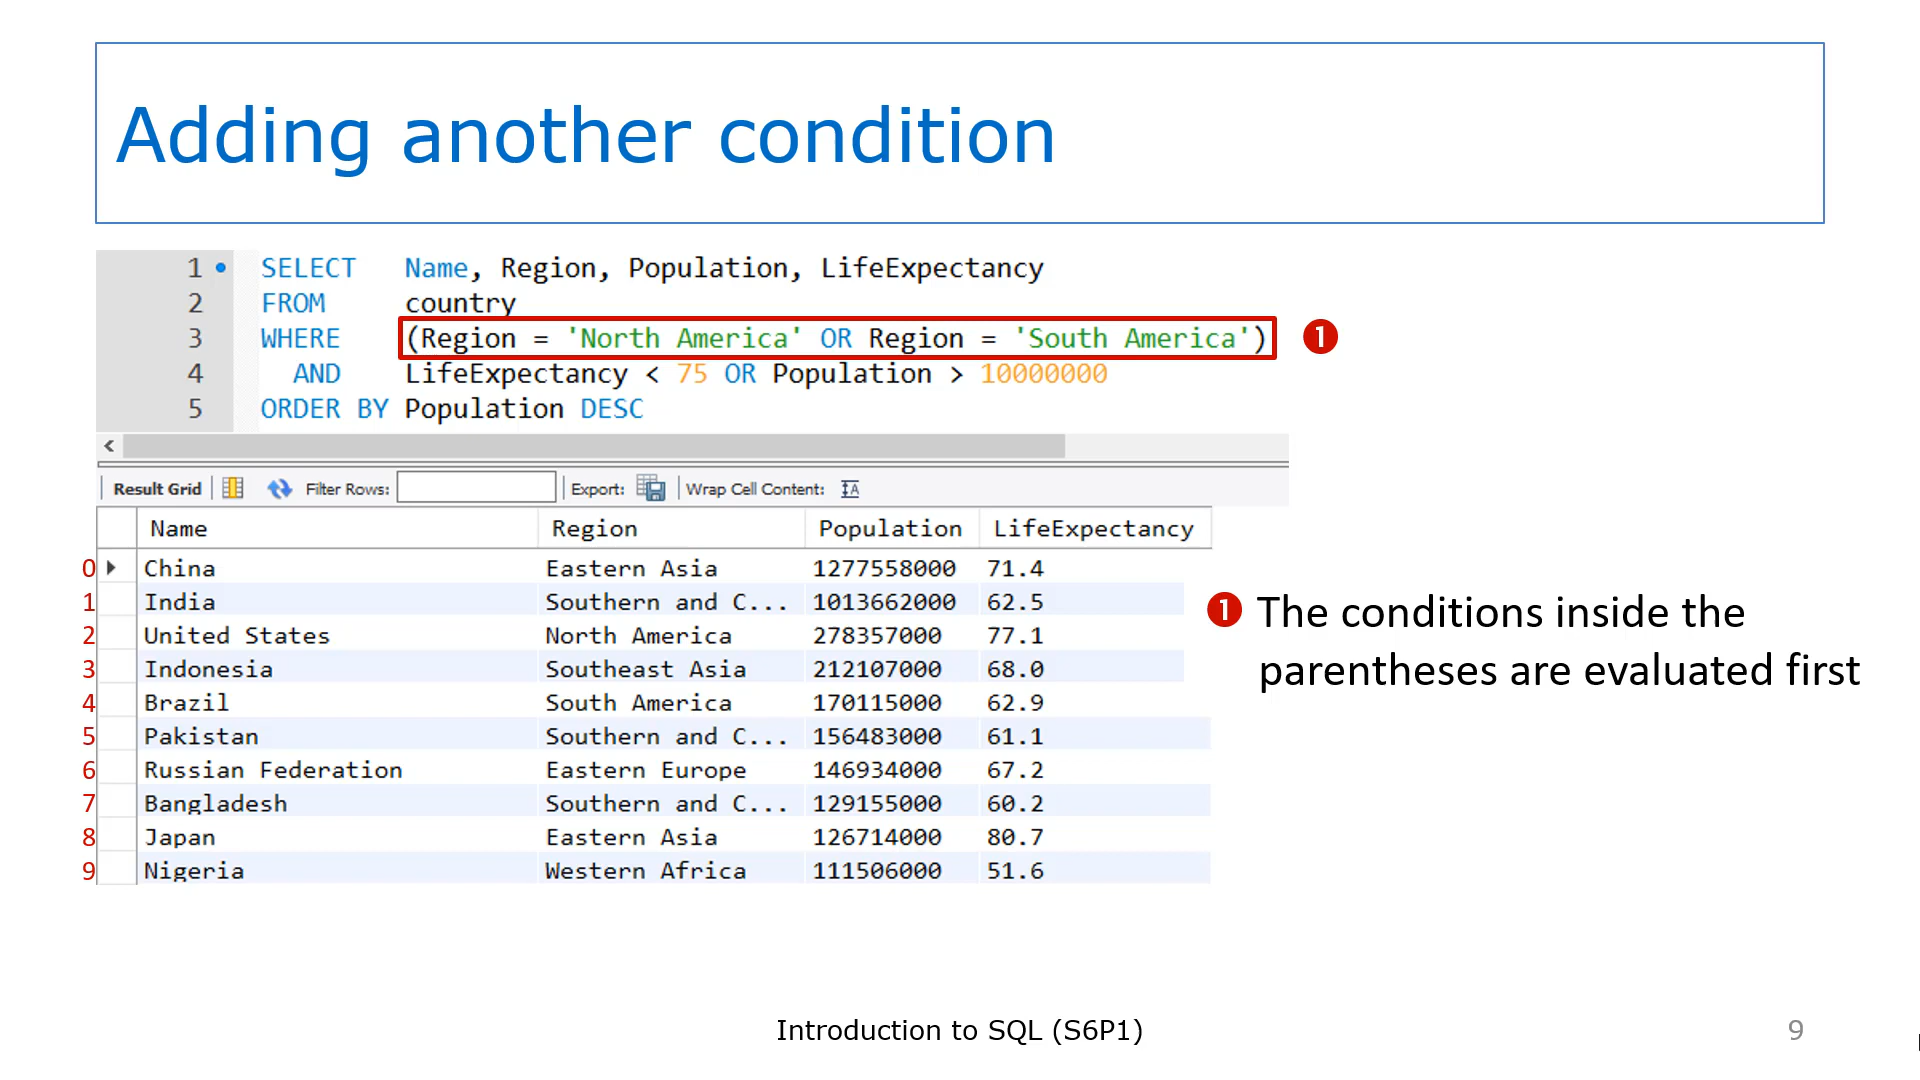 Adding another condition
1 SELECT Name, Region, Population, LifeExpectancy
2 FROM country
3 WHERE (Region = 'North America' OR Region = 'South America') 1
4 AND LifeExpectancy < 75 OR Population > 10000000
5 ORDER BY Population DESC
Result Grid Filter Rows: Export: Wrap Cell Content: IA
Name Region Population LifeExpectancy
0 China Eastern Asia 1277558000 71.4
1 India Southern and C... 1013662000 62.5
2 United States North America 278357000 77.1
3 Indonesia Southeast Asia 212107000 68.0
4 Brazil South America 170115000 62.9
5 Pakistan Southern and C... 156483000 61.1
6 Russian Federation Eastern Europe 146934000 67.2
7 Bangladesh Southern and C... 129155000 60.2
8 Japan Eastern Asia 126714000 80.7
9 Nigeria Western Africa 111506000 51.6
1 The conditions inside the
parentheses are evaluated first
Introduction to SQL (S6P1)
9